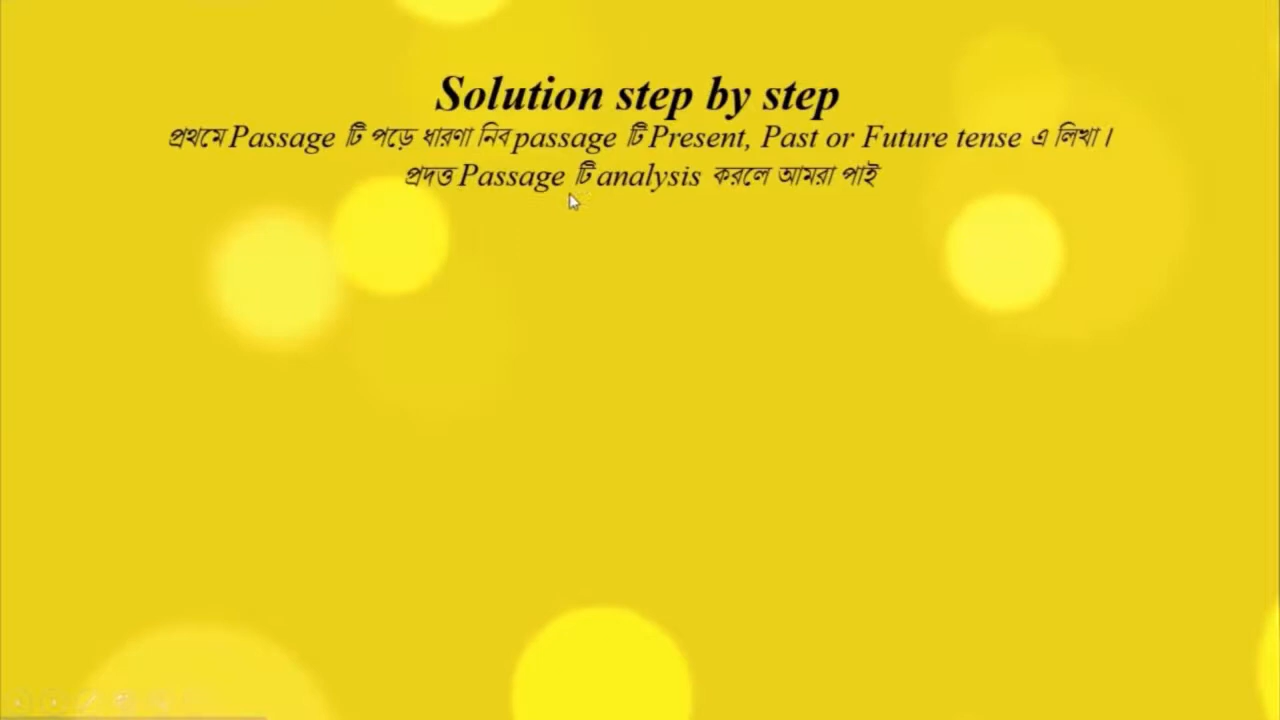 Solution step by step
প্রথমে Passage টি পড়ে ধারণা নিব passage টি Present, Past or Future tense এ লিখা।
প্রদত্ত Passage টি analysis করলে আমরা পাই